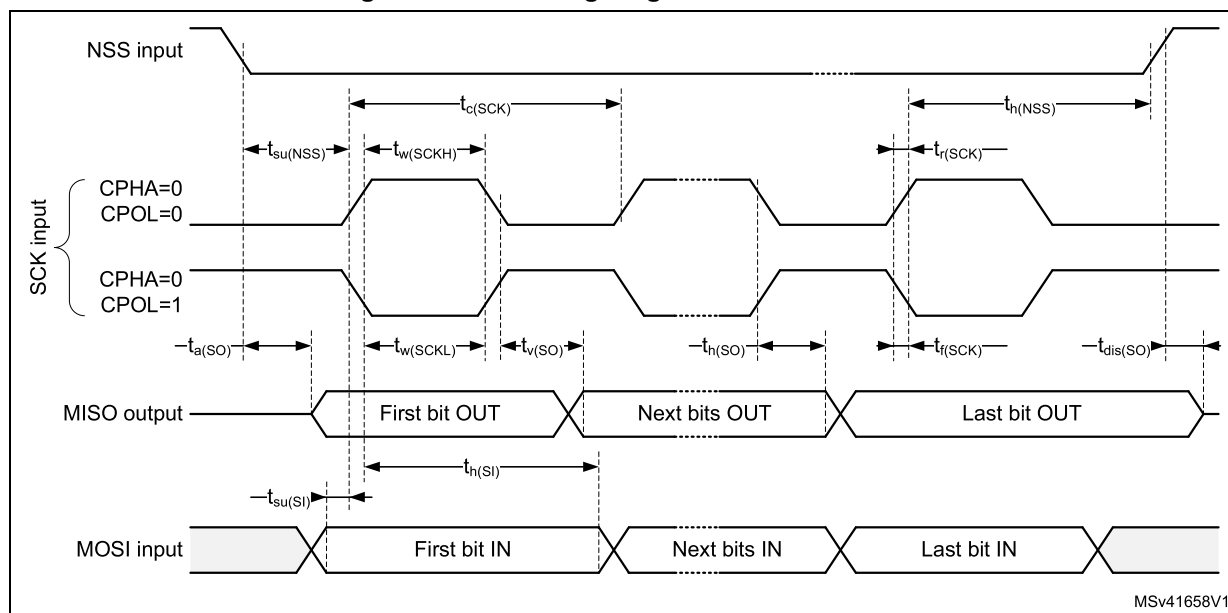 NSS input
tc(SCK)
th(NSS)
tsu(NSS)
tw(SCKH)
tr(SCK)
SCK input
CPHA=0
CPOL=0
CPHA=0
CPOL=1
ta(SO)
tw(SCKL)
tv(SO)
th(SO)
tf(SCK)
tdis(SO)
MISO output
First bit OUT
Next bits OUT
Last bit OUT
th(SI)
tsu(SI)
MOSI input
First bit IN
Next bits IN
Last bit IN
MSv41658V1